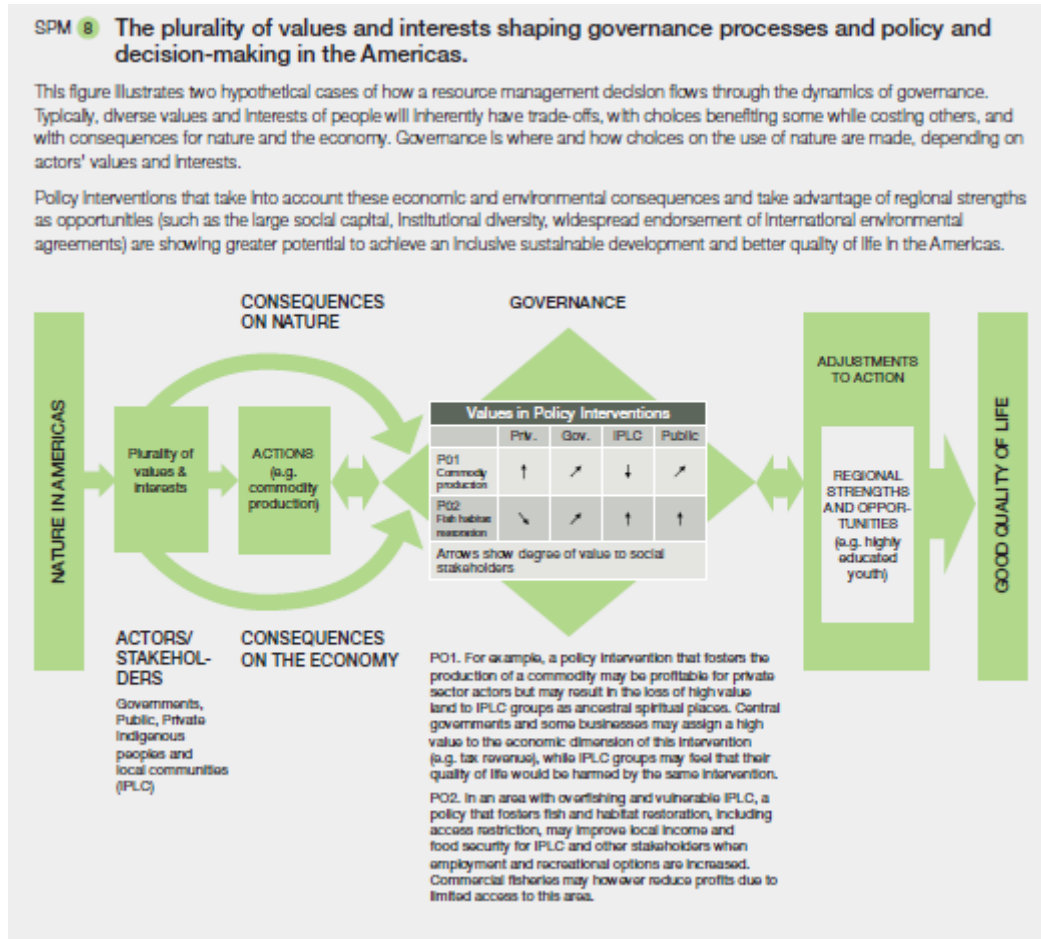 SPM 8 The plurality of values and interests shaping governance processes and policy and
decision-making in the Americas.
This figure illustrates two hypothetical cases of how a resource management decision flows through the dynamics of governance.
Typically, diverse values and interests of people will inherently have trade-offs, with choices benefiting some while costing others, and
with consequences for nature and the economy. Governance is where and how choices on the use of nature are made, depending on
actors' values and interests.
Policy interventions that take into account these economic and environmental consequences and take advantage of regional strengths
as opportunities (such as the large social capital, institutional diversity, widespread endorsement of international environmental
agreements) are showing greater potential to achieve an inclusive sustainable development and better quality of life in the Americas.
NATURE IN AMERICAS
Plurality of
values &
interests
ACTORS/
STAKEHOL-
DERS
Governments,
Public, Private
Indigenous
peoples and
local communities
(IPLC)
CONSEQUENCES
ON NATURE
ACTIONS
(e.g.
commodity
production)
CONSEQUENCES
ON THE ECONOMY
GOVERNANCE
Values in Policy Interventions
Priv. Gov. IPLC Public
PO1
Commodity
production
↑ ↗ ↓ ↗
PO2
Fish habitats
restoration
↘ ↗ ↑ ↑
Arrows show degree of value to social
stakeholders
PO1. For example, a policy intervention that fosters the
production of a commodity may be profitable for private
sector actors but may result in the loss of high value
land to IPLC groups as ancestral spiritual places. Central
governments and some businesses may assign a high
value to the economic dimension of this intervention
(e.g. tax revenue), while IPLC groups may feel that their
quality of life would be harmed by the same intervention.
PO2. In an area with overfishing and vulnerable IPLC, a
policy that fosters fish and habitat restoration, including
access restriction, may improve local income and
food security for IPLC and other stakeholders when
employment and recreational options are increased.
Commercial fisheries may however reduce profits due to
limited access to this area.
ADJUSTMENTS
TO ACTION
REGIONAL
STRENGTHS
AND OPPOR-
TUNITIES
(e.g. highly
educated
youth)
GOOD QUALITY OF LIFE